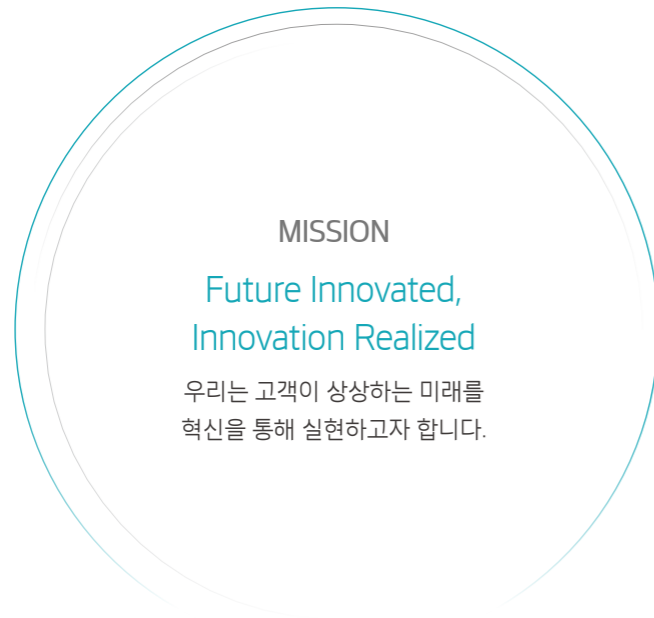 MISSION
Future Innovated,
Innovation Realized
우리는 고객이 상상하는 미래를
혁신을 통해 실현하고자 합니다.